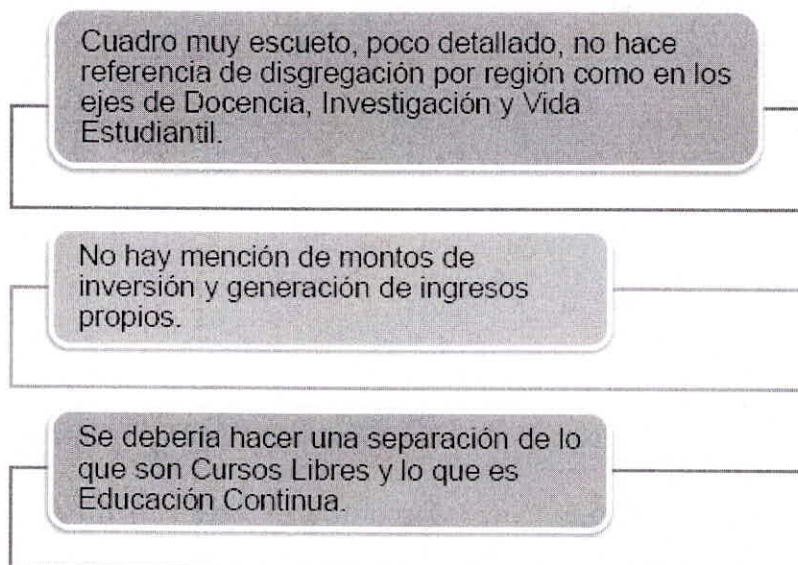 Cuadro muy escueto, poco detallado, no hace
referencia de disgregación por región como en los
ejes de Docencia, Investigación y Vida
Estudiantil.
No hay mención de montos de
inversión y generación de ingresos
propios.
Se debería hacer una separación de lo
que son Cursos Libres y lo que es
Educación Continua.